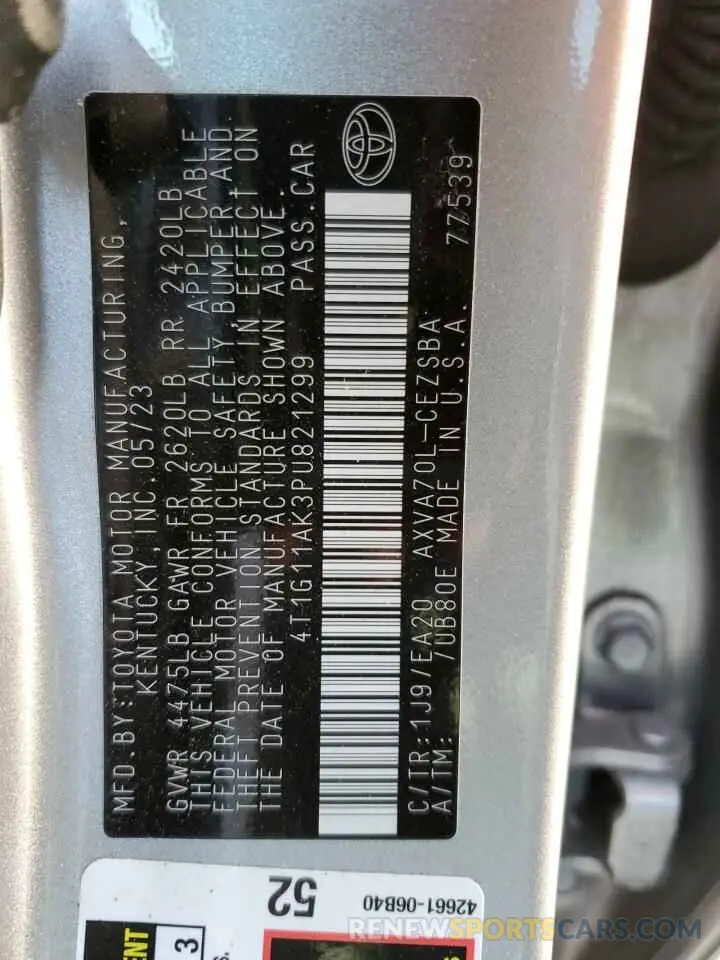 MFD.BY:TOYOTA MOTOR MANUFACTURING,
KENTUCKY, INC. 05/23
GVWR 4475LB GAWR FR 2620LB RR 2420LB
THIS VEHICLE CONFORMS TO ALL APPLICABLE
FEDERAL MOTOR VEHICLE SAFETY, BUMPER, AND
THEFT PREVENTION STANDARDS IN EFFECT ON
THE DATE OF MANUFACTURE SHOWN ABOVE.
4T1G11AK3PU821299 PASS.CAR
C/TR:1J9/EA20 AXVA70L-CEZSBA
A/TM: /UB80E MADE IN U.S.A. 77539
52
42661-06B40
3
RENEWSPORTSCARS.COM